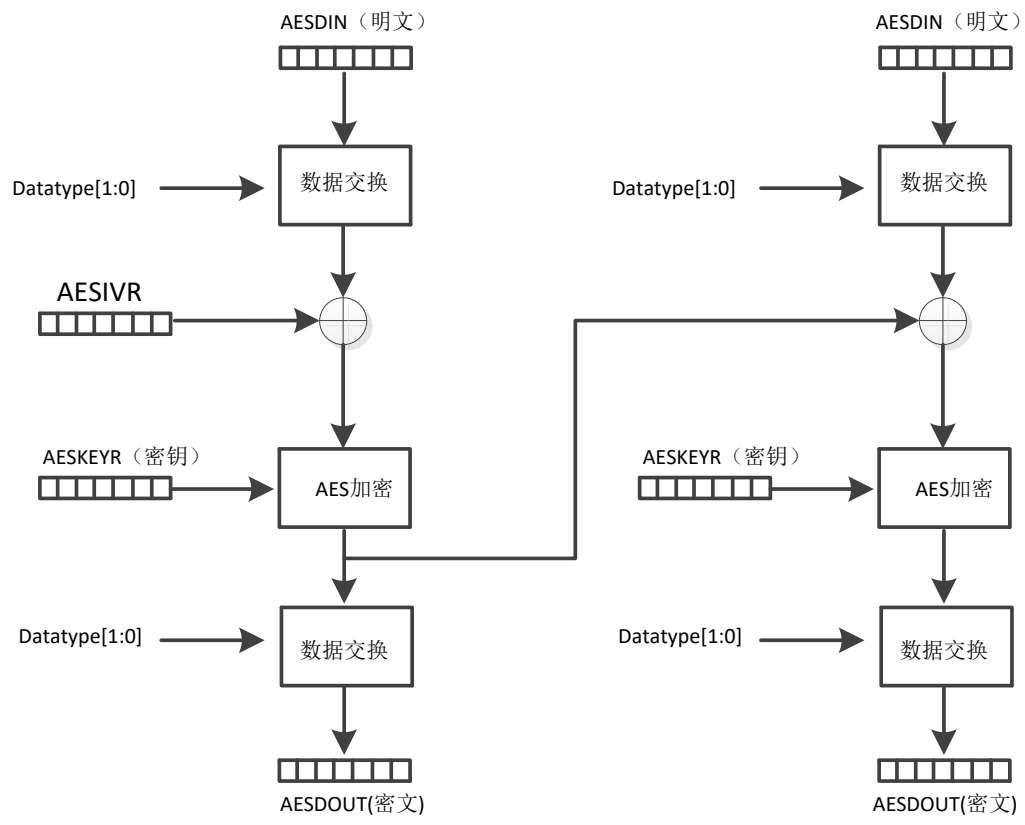 AESDIN（明文）
AESDIN（明文）
数据交换
Datatype[1:0]
数据交换
Datatype[1:0]
AESIVR
AESKEYR（密钥）
AES加密
AESKEYR（密钥）
AES加密
Datatype[1:0]
数据交换
Datatype[1:0]
数据交换
AESDOUT(密文)
AESDOUT(密文)